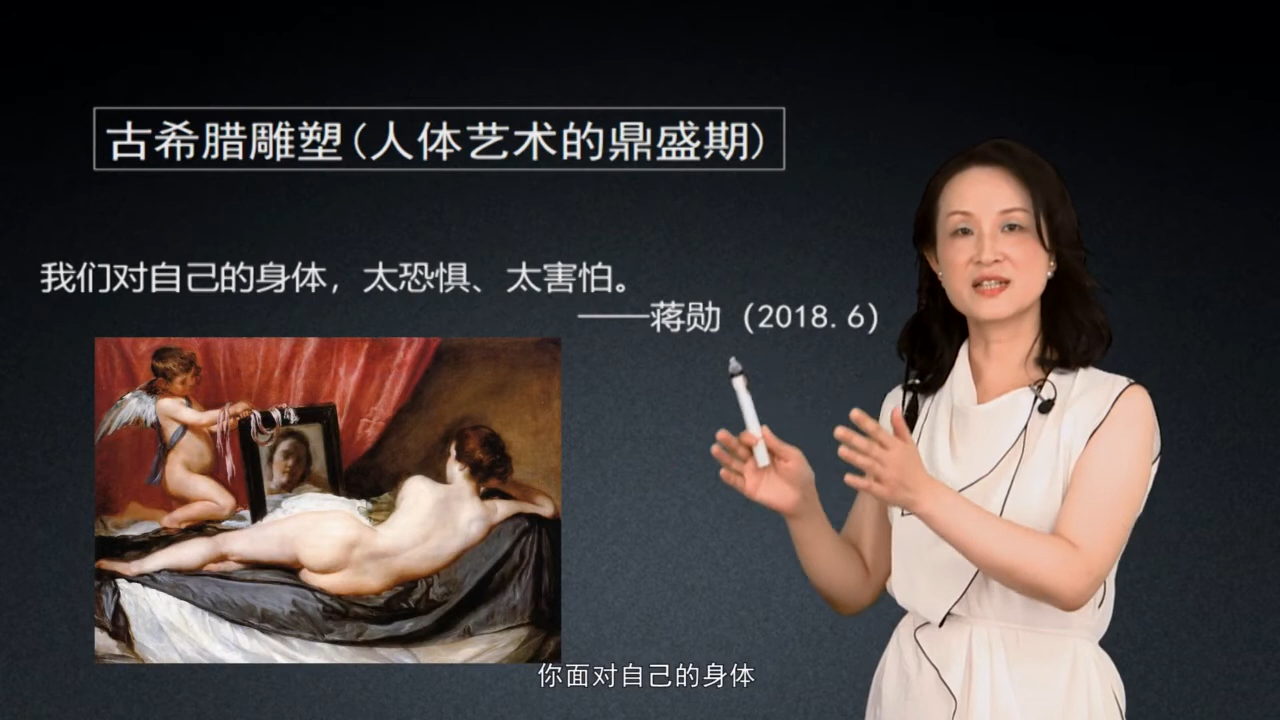 古希腊雕塑(人体艺术的鼎盛期)
我们对自己的身体，太恐惧、太害怕。
——蒋勋（2018.6)
你面对自己的身体